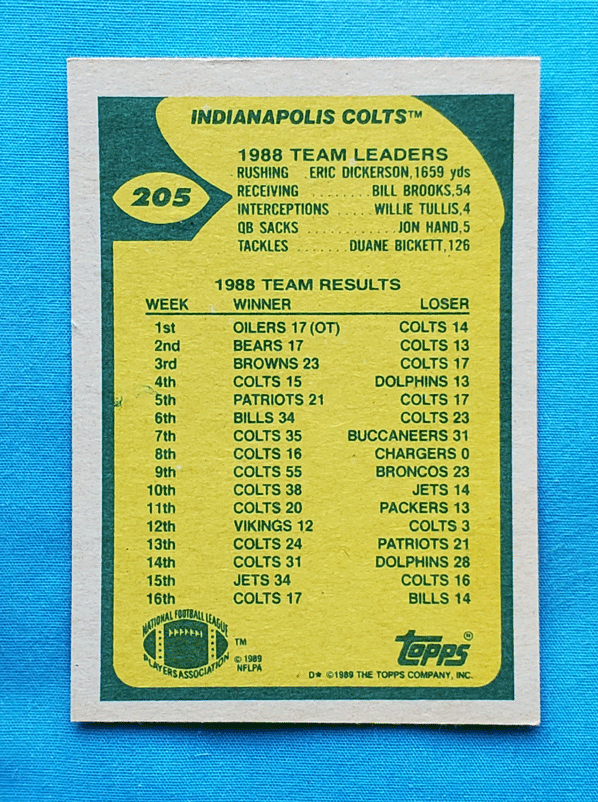 INDIANAPOLIS COLTS™
205
1988 TEAM LEADERS
RUSHING ERIC DICKERSON, 1659 yds
RECEIVING ........ BILL BROOKS, 54
INTERCEPTIONS ..... WILLIE TULLIS, 4
QB SACKS ............ JON HAND, 5
TACKLES ....... DUANE BICKETT, 126
1988 TEAM RESULTS
WEEK WINNER LOSER
1st OILERS 17 (OT) COLTS 14
2nd BEARS 17 COLTS 13
3rd BROWNS 23 COLTS 17
4th COLTS 15 DOLPHINS 13
5th PATRIOTS 21 COLTS 17
6th BILLS 34 COLTS 23
7th COLTS 35 BUCCANEERS 31
8th COLTS 16 CHARGERS 0
9th COLTS 55 BRONCOS 23
10th COLTS 38 JETS 14
11th COLTS 20 PACKERS 13
12th VIKINGS 12 COLTS 3
13th COLTS 24 PATRIOTS 21
14th COLTS 31 DOLPHINS 28
15th JETS 34 COLTS 16
16th COLTS 17 BILLS 14
NATIONAL FOOTBALL LEAGUE
PLAYERS ASSOCIATION
TM
© 1989
NFLPA
TOPPS®
D* ©1989 THE TOPPS COMPANY, INC.